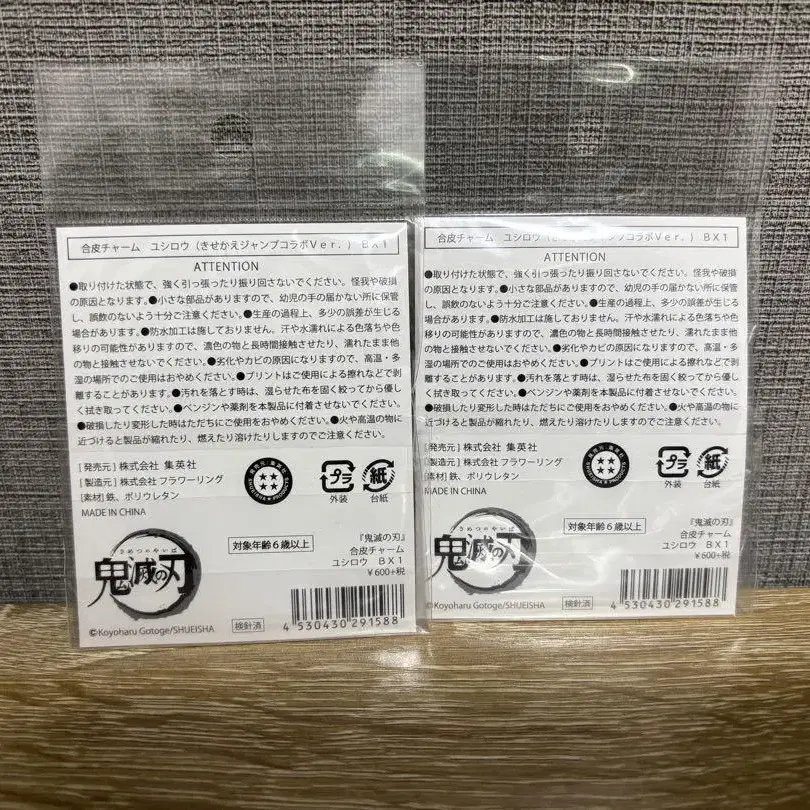 合皮チャーム ユシロウ（きせかえジャンプコラボVer.） BX1
ATTENTION
●取り付けた状態で、強く引っ張ったり振り回さないでください。怪我や破損
の原因となります。●小さな部品がありますので、幼児の手の届かない所に保管
し、誤飲のないよう十分ご注意ください。●生産の過程上、多少の誤差が生じる
場合があります。●防水加工は施しておりません。汗や水濡れによる色落ちや色
移りの可能性がありますので、濃色の物と長時間接触させたり、濡れたまま他
の物と接触させないでください。●劣化やカビの原因になりますので、高温・多
湿の場所でのご使用はおやめください。●プリントはご使用による擦れなどで剥
離することがあります。●汚れを落とす時は、湿らせた布を固く絞ってから優し
く拭き取ってください。●ベンジンや薬剤を本製品に付着させないでください。
●破損したり変形した時はただちにご使用をおやめください。●火や高温の物に
近づけると製品が縮れたり、燃えたり溶けたりしますのでご注意ください。
[発売元] 株式会社 集英社
[製造元] 株式会社 フラワーリング
[素材] 鉄、ポリウレタン
MADE IN CHINA
プラ
外装
紙
台紙
きめつのやいば
鬼滅の刃
対象年齢６歳以上
『鬼滅の刃』
合皮チャーム
ユシロウ BX1
￥600+税
©Koyoharu Gotoge/SHUEISHA
検針済
4 530430 291588
合皮チャーム ユシロウ（きせかえジャンプコラボVer.） BX1
ATTENTION
●取り付けた状態で、強く引っ張ったり振り回さないでください。怪我や破損
の原因となります。●小さな部品がありますので、幼児の手の届かない所に保管
し、誤飲のないよう十分ご注意ください。●生産の過程上、多少の誤差が生じる
場合があります。●防水加工は施しておりません。汗や水濡れによる色落ちや色
移りの可能性がありますので、濃色の物と長時間接触させたり、濡れたまま他
の物と接触させないでください。●劣化やカビの原因になりますので、高温・多
湿の場所でのご使用はおやめください。●プリントはご使用による擦れなどで剥
離することがあります。●汚れを落とす時は、湿らせた布を固く絞ってから優し
く拭き取ってください。●ベンジンや薬剤を本製品に付着させないでください。
●破損したり変形した時はただちにご使用をおやめください。●火や高温の物に
近づけると製品が縮れたり、燃えたり溶けたりしますのでご注意ください。
[発売元] 株式会社 集英社
[製造元] 株式会社 フラワーリング
[素材] 鉄、ポリウレタン
MADE IN CHINA
プラ
外装
紙
台紙
鬼滅の刃
対象年齢６歳以上
『鬼滅の刃』
合皮チャーム
ユシロウ BX1
￥600+税
©Koyoharu Gotoge/SHUEISHA
検針済
4 530430 291588